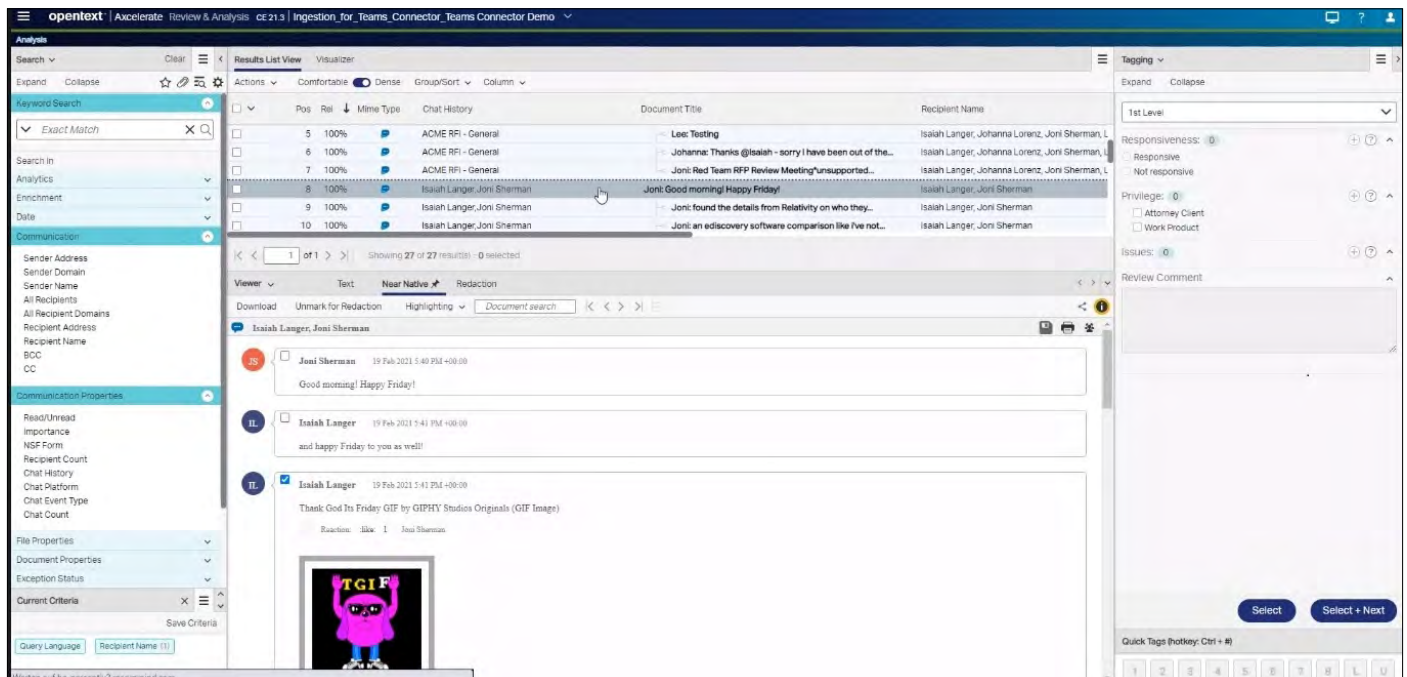 opentext™ | Axcelerate Review & Analysis CE 21.3 | Ingestion_for_Teams_Connector_Teams Connector Demo
?
Analysis
Search
Clear
Expand Collapse
Keyword Search
Exact Match
Search in
Analytics
Enrichment
Date
Communication
Sender Address
Sender Domain
Sender Name
All Recipients
All Recipient Domains
Recipient Address
Recipient Name
BCC
CC
Communication Properties
Read/Unread
Importance
NSF Form
Recipient Count
Chat History
Chat Platform
Chat Event Type
Chat Count
File Properties
Document Properties
Exception Status
Current Criteria
Save Criteria
Query Language Recipient Name (1)
Results List View Visualizer
Actions Comfortable Dense Group/Sort Column
Pos Rel Mime Type Chat History Document Title Recipient Name
5 100% ACME RFI - General Lee: Testing Isaiah Langer, Johanna Lorenz, Joni Sherman, L
6 100% ACME RFI - General Johanna: Thanks @Isaiah - sorry I have been out of the... Isaiah Langer, Johanna Lorenz, Joni Sherman, L
7 100% ACME RFI - General Joni: Red Team RFP Review Meeting*unsupported... Isaiah Langer, Johanna Lorenz, Joni Sherman, L
8 100% Isaiah Langer,Joni Sherman Joni: Good morning! Happy Friday! Isaiah Langer, Joni Sherman
9 100% Isaiah Langer,Joni Sherman Joni: found the details from Relativity on who they... Isaiah Langer, Joni Sherman
10 100% Isaiah Langer,Joni Sherman Joni: an ediscovery software comparison like I've not... Isaiah Langer, Joni Sherman
1 of 1 Showing 27 of 27 result(s) - 0 selected
Viewer Text Near Native Redaction
Download Unmark for Redaction Highlighting Document search
Isaiah Langer, Joni Sherman
JS
Joni Sherman 19 Feb 2021 5:40 PM +00:00
Good morning! Happy Friday!
IL
Isaiah Langer 19 Feb 2021 5:41 PM +00:00
and happy Friday to you as well!
IL
Isaiah Langer 19 Feb 2021 5:41 PM +00:00
Thank God Its Friday GIF by GIPHY Studios Originals (GIF Image)
Reaction: :like: 1 Joni Sherman
TGIF
Tagging
Expand Collapse
1st Level
Responsiveness: 0
Responsive
Not responsive
Privilege: 0
Attorney Client
Work Product
Issues: 0
Review Comment
Select Select + Next
Quick Tags (hotkey: Ctrl + #)
1 2 3 4 5 6 7 8 L U